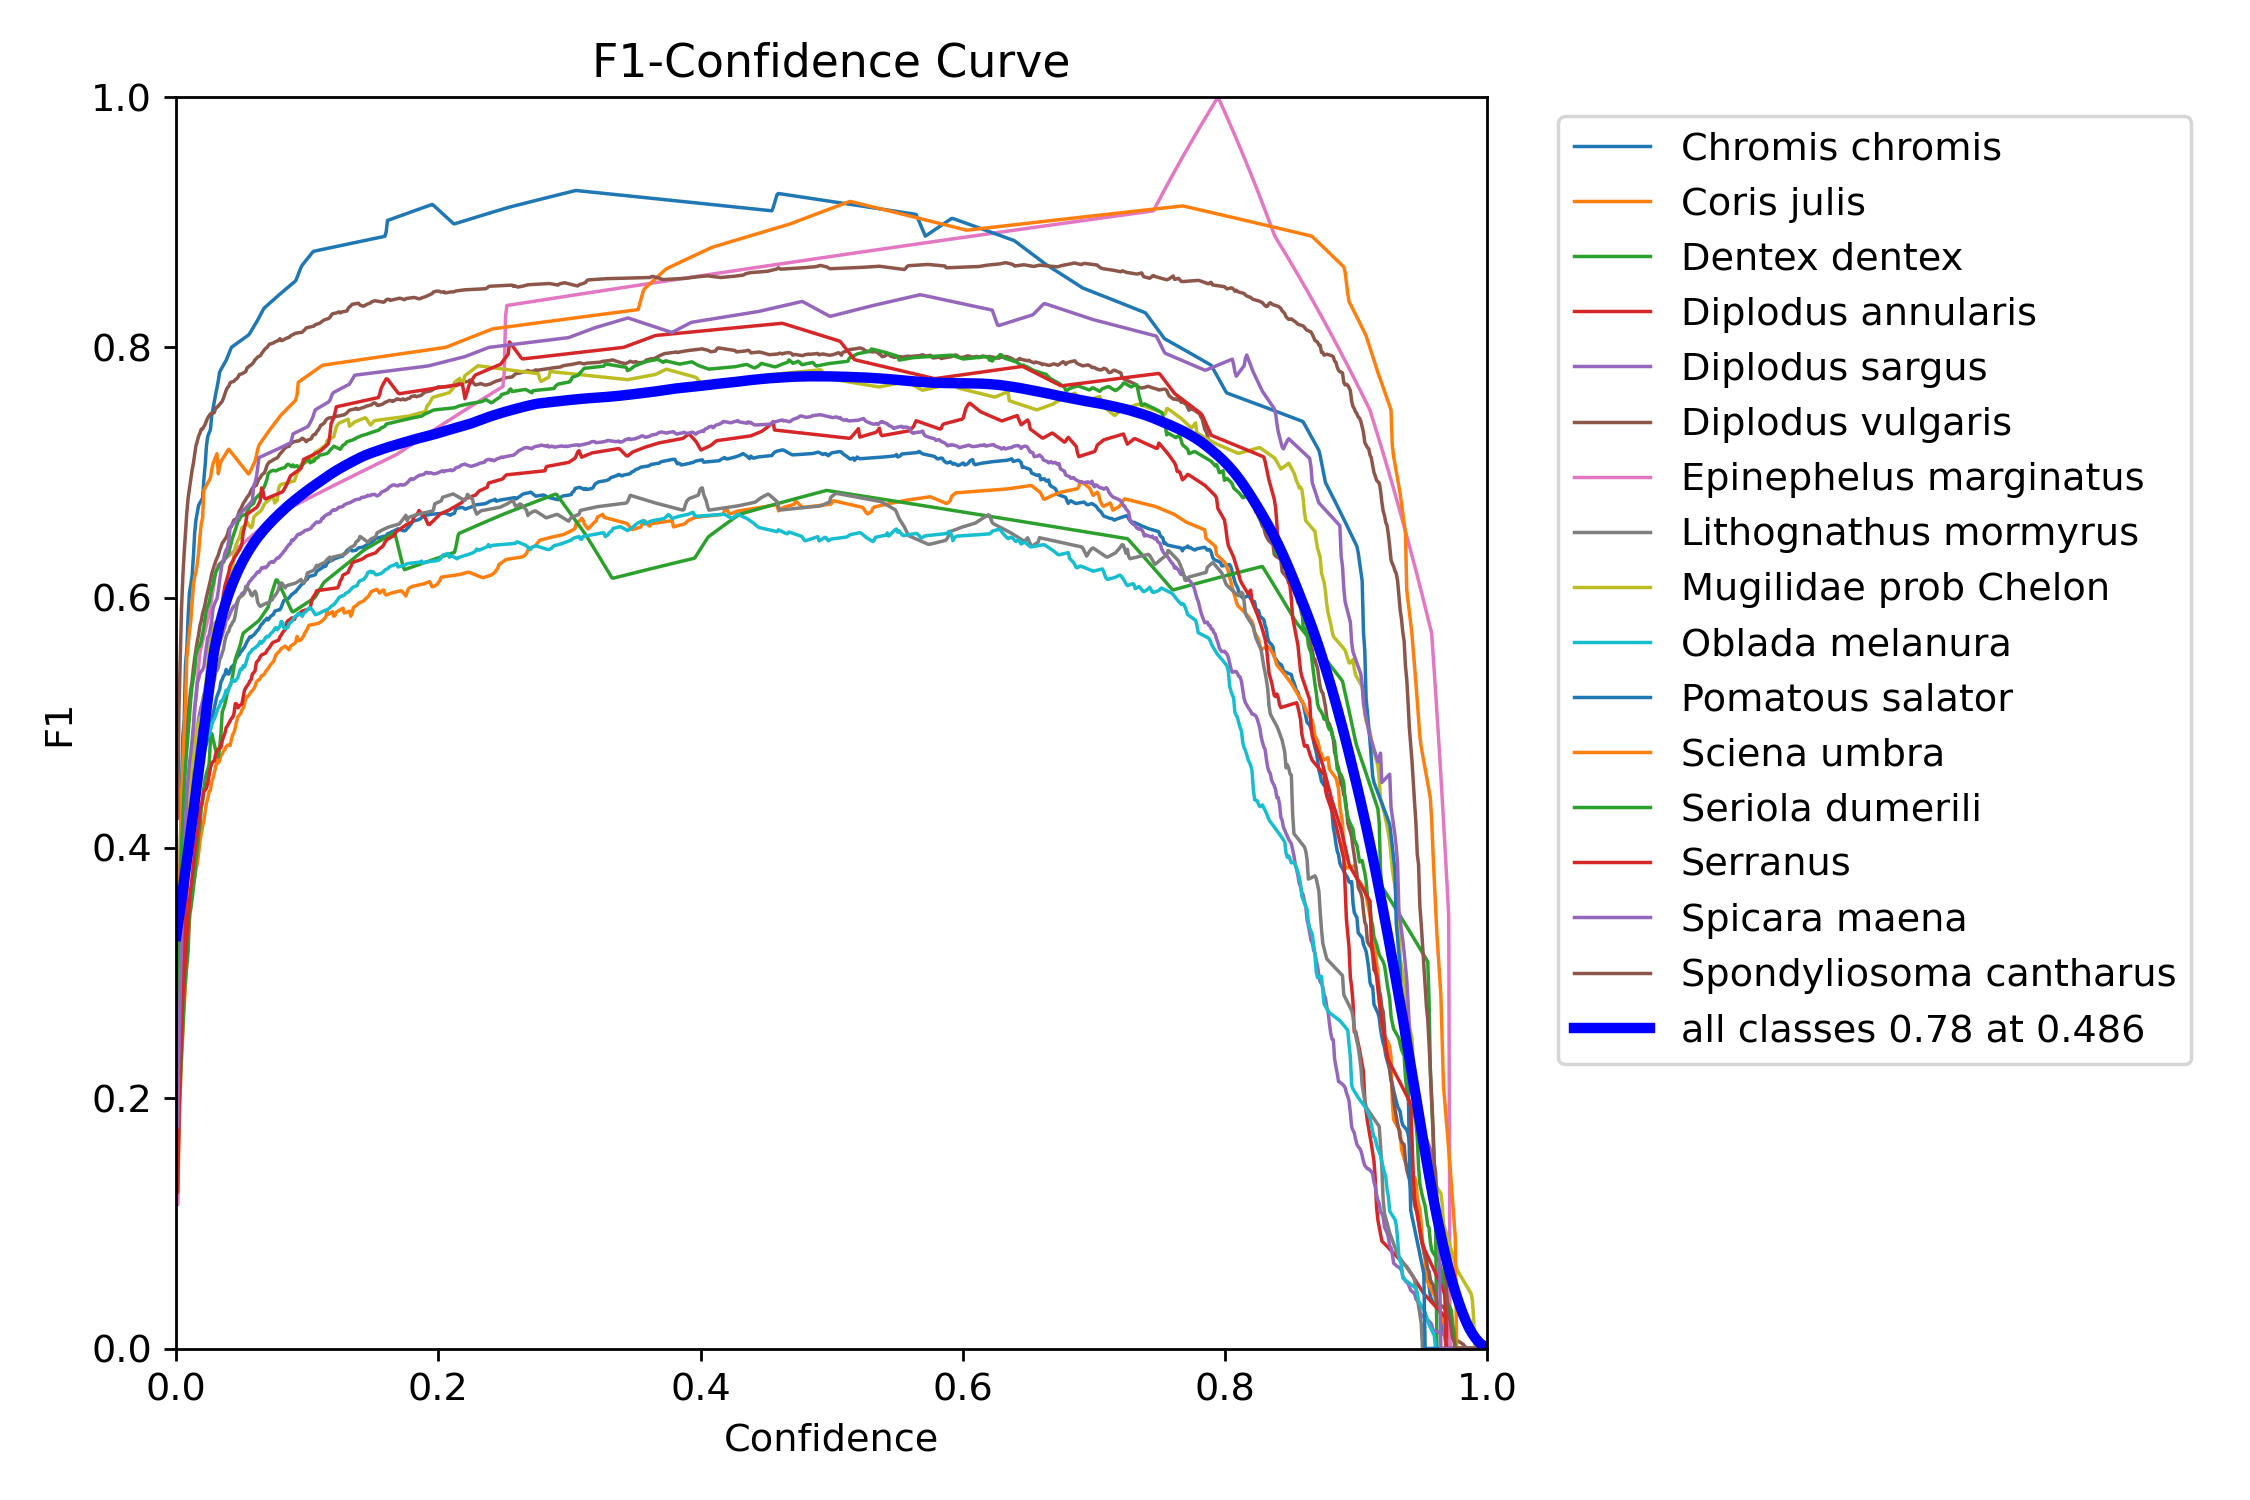 F1-Confidence Curve
1.0
0.8
0.6
0.4
0.2
0.0
F1
0.0 0.2 0.4 0.6 0.8 1.0
Confidence
Chromis chromis
Coris julis
Dentex dentex
Diplodus annularis
Diplodus sargus
Diplodus vulgaris
Epinephelus marginatus
Lithognathus mormyrus
Mugilidae prob Chelon
Oblada melanura
Pomatous salator
Sciena umbra
Seriola dumerili
Serranus
Spicara maena
Spondyliosoma cantharus
all classes 0.78 at 0.486